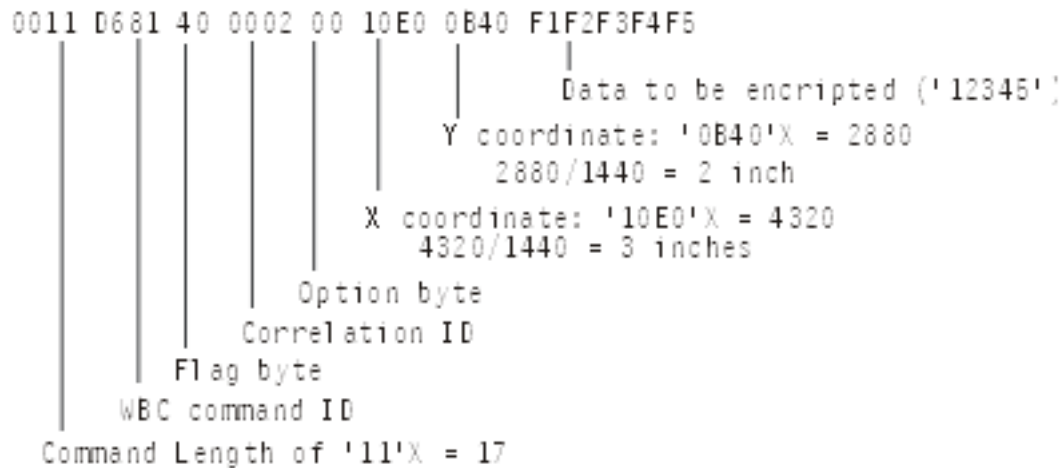 0011 D681 40 0002 00 10E0 0B40 F1F2F3F4F5
Data to be encripted ('12345')
Y coordinate: '0B40'X = 2880
2880/1440 = 2 inch
X coordinate: '10E0'X = 4320
4320/1440 = 3 inches
Option byte
Correlation ID
Flag byte
WBC command ID
Command Length of '11'X = 17